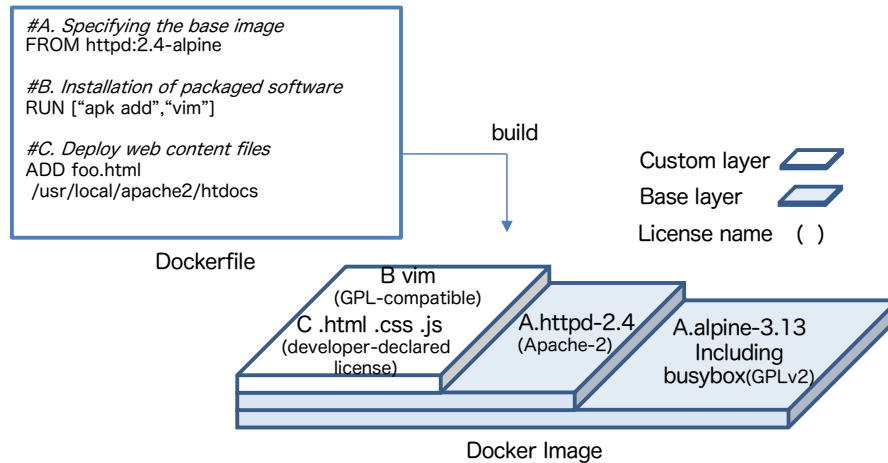 #A. Specifying the base image
FROM httpd:2.4-alpine
#B. Installation of packaged software
RUN [“apk add”,“vim”]
#C. Deploy web content files
ADD foo.html
/usr/local/apache2/htdocs
Dockerfile
build
Custom layer
Base layer
License name ( )
B vim
(GPL-compatible)
C .html .css .js
(developer-declared
license)
A.httpd-2.4
(Apache-2)
A.alpine-3.13
Including
busybox(GPLv2)
Docker Image